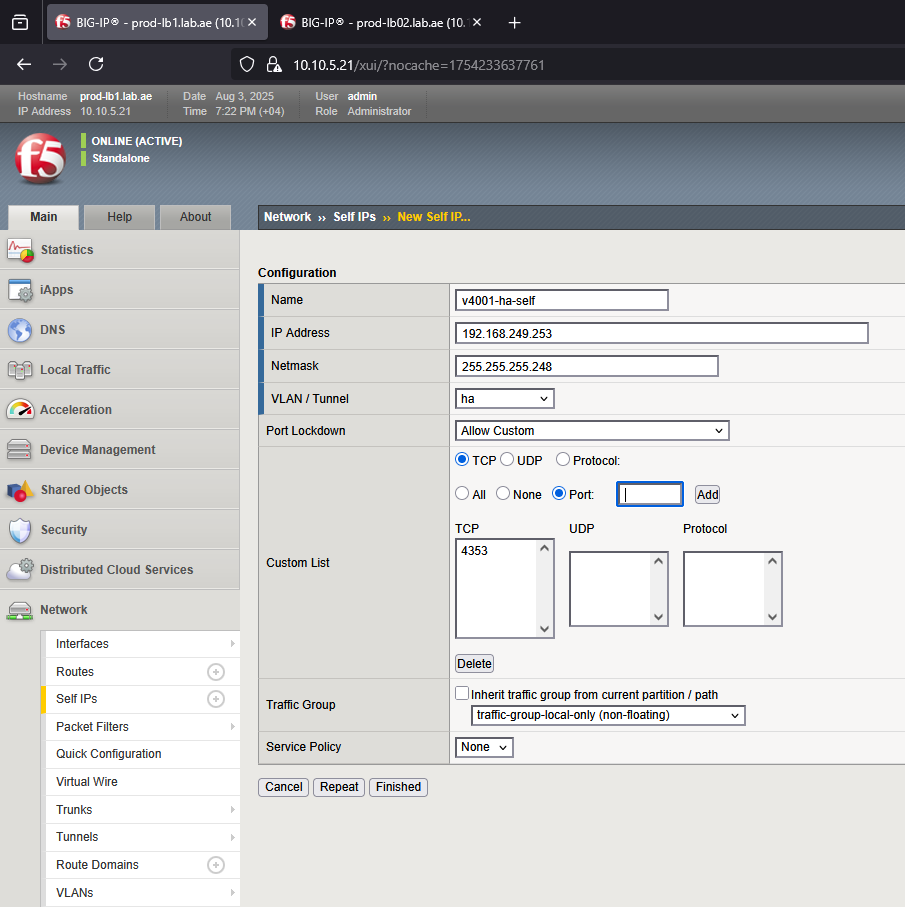 BIG-IP® - prod-lb1.lab.ae (10.10 BIG-IP® - prod-lb02.lab.ae (10.
10.10.5.21/xui/?nocache=1754233637761
Hostname prod-lb1.lab.ae Date Aug 3, 2025 User admin
IP Address 10.10.5.21 Time 7:22 PM (+04) Role Administrator
f5
ONLINE (ACTIVE)
Standalone
Main Help About
Network ›› Self IPs ›› New Self IP...
Statistics
iApps
DNS
Local Traffic
Acceleration
Device Management
Shared Objects
Security
Distributed Cloud Services
Network
Interfaces
Routes
Self IPs
Packet Filters
Quick Configuration
Virtual Wire
Trunks
Tunnels
Route Domains
VLANs
Configuration
Name v4001-ha-self
IP Address 192.168.249.253
Netmask 255.255.255.248
VLAN / Tunnel ha
Port Lockdown Allow Custom
Custom List
TCP UDP Protocol:
All None Port: Add
TCP UDP Protocol
4353
Delete
Traffic Group
Inherit traffic group from current partition / path
traffic-group-local-only (non-floating)
Service Policy None
Cancel Repeat Finished